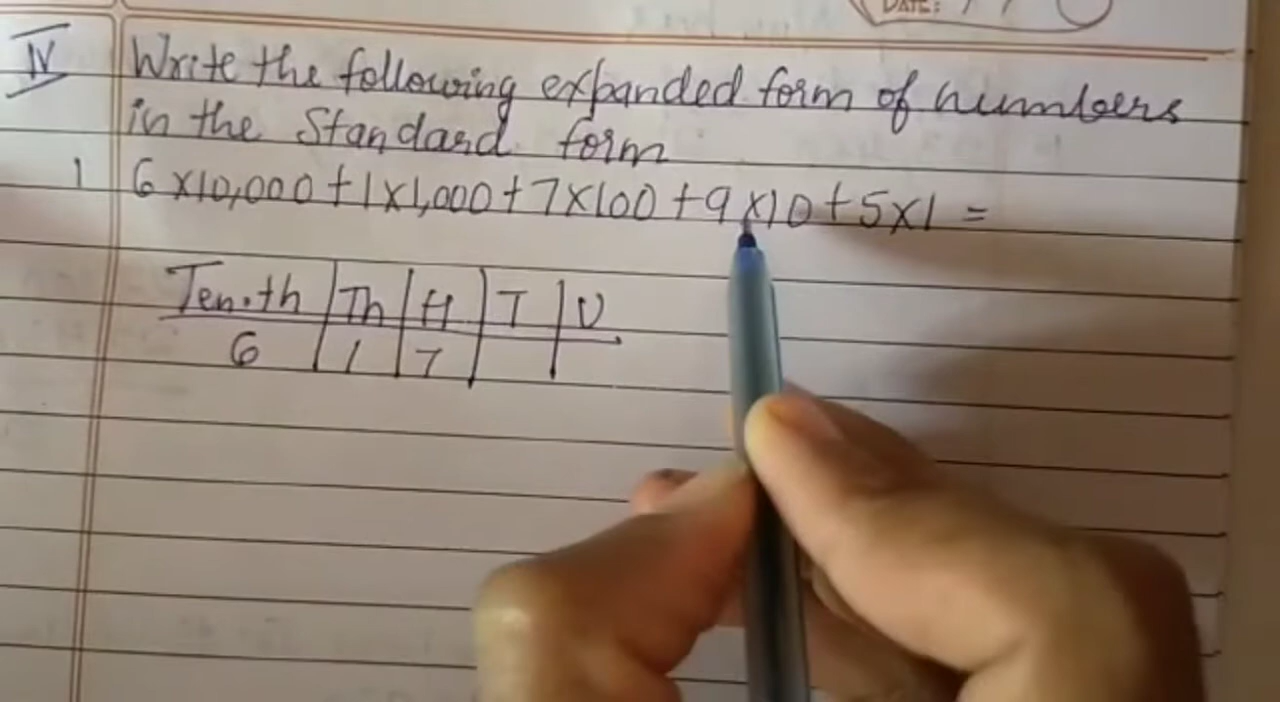 DATE: / /
IV Write the following expanded form of numbers
in the Standard form
1 6×10,000+1×1,000+7×100+9×10+5×1=
Ten.th Th H T U
6 1 7